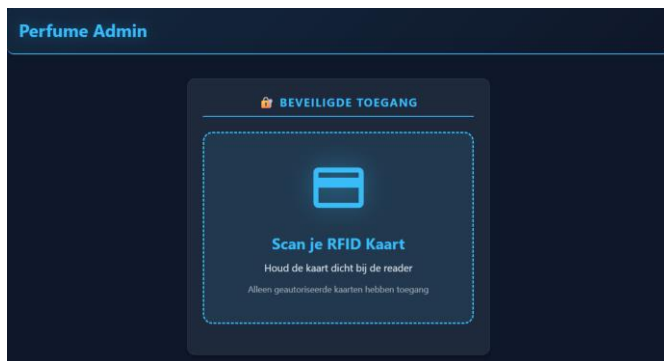 Perfume Admin
🔐 BEVEILIGDE TOEGANG
Scan je RFID Kaart
Houd de kaart dicht bij de reader
Alleen geautoriseerde kaarten hebben toegang